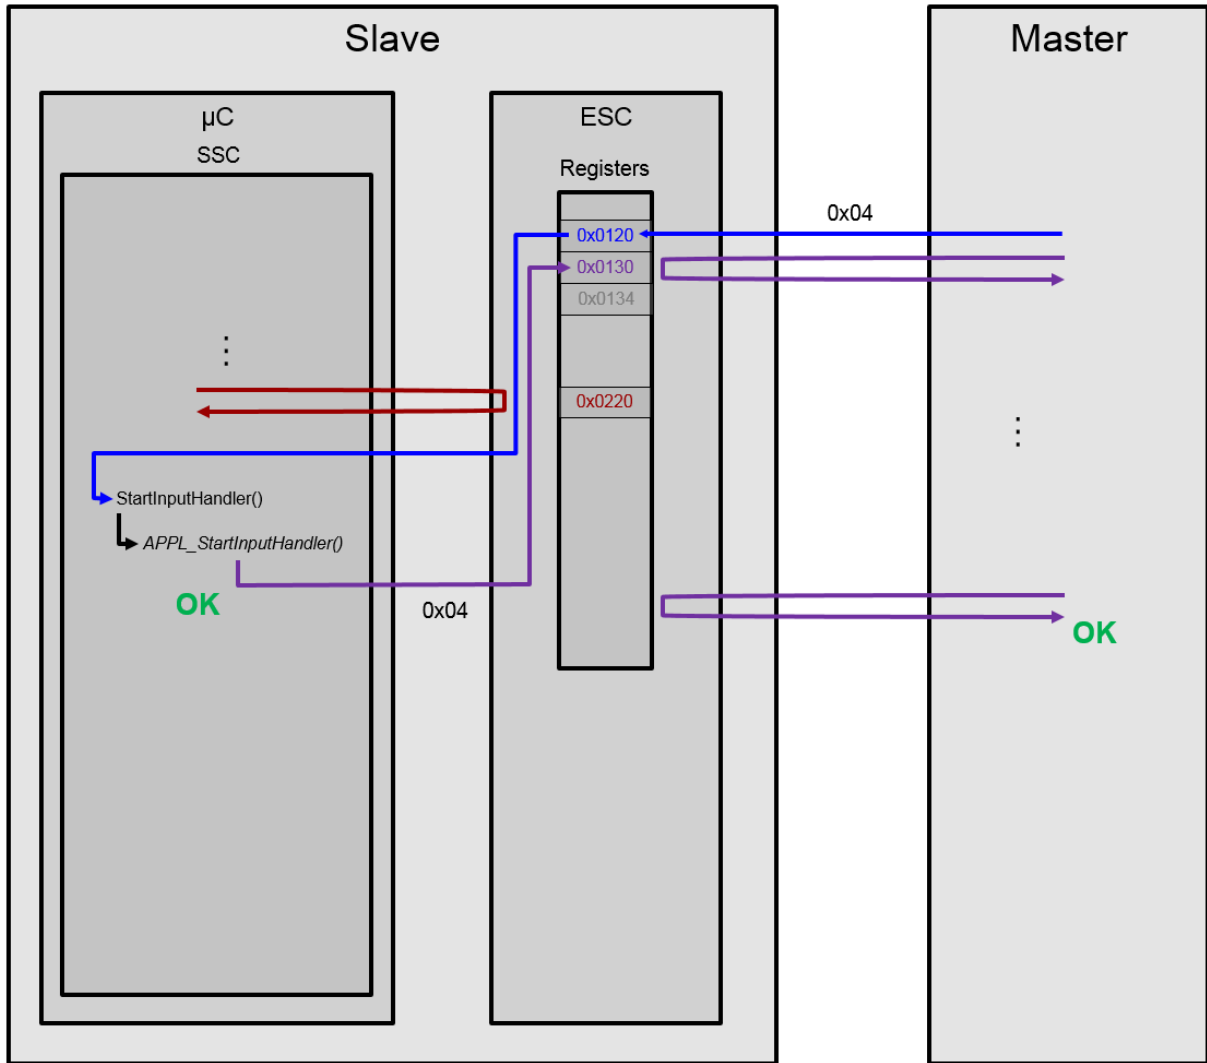 Slave
Master
µC
ESC
SSC
Registers
0x04
0x0120
0x0130
0x0134
0x0220
StartInputHandler()
APPL_StartInputHandler()
OK
0x04
OK